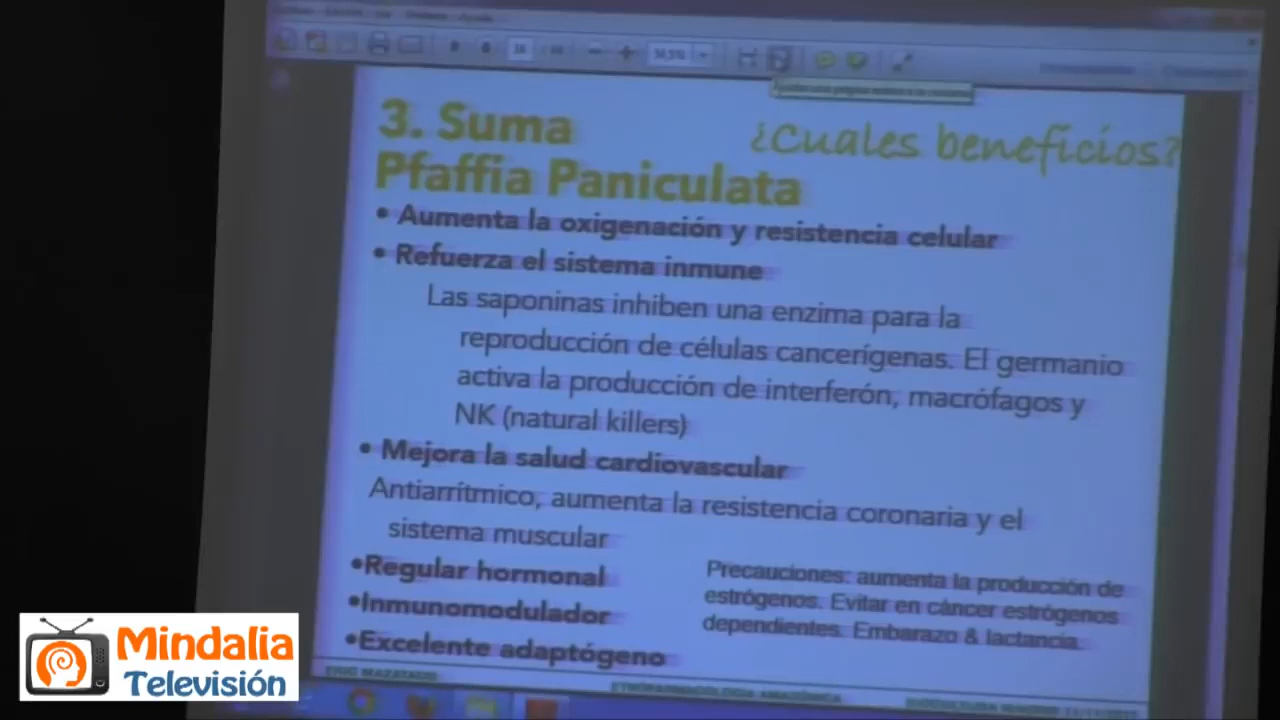 3. Suma
¿Cuales beneficios?
Pfaffia Paniculata
• Aumenta la oxigenación y resistencia celular
• Refuerza el sistema inmune
Las saponinas inhiben una enzima para la
reproducción de células cancerígenas. El germanio
activa la producción de interferón, macrófagos y
NK (natural killers)
• Mejora la salud cardiovascular
Antiarrítmico, aumenta la resistencia coronaria y el
sistema muscular
•Regular hormonal
•Inmunomodulador
•Excelente adaptógeno
Precauciones: aumenta la producción de
estrógenos. Evitar en cáncer estrógenos
dependientes. Embarazo & lactancia.
ETNOFARMACOLOGIA AMAZÓNICA
Mindalia
Televisión